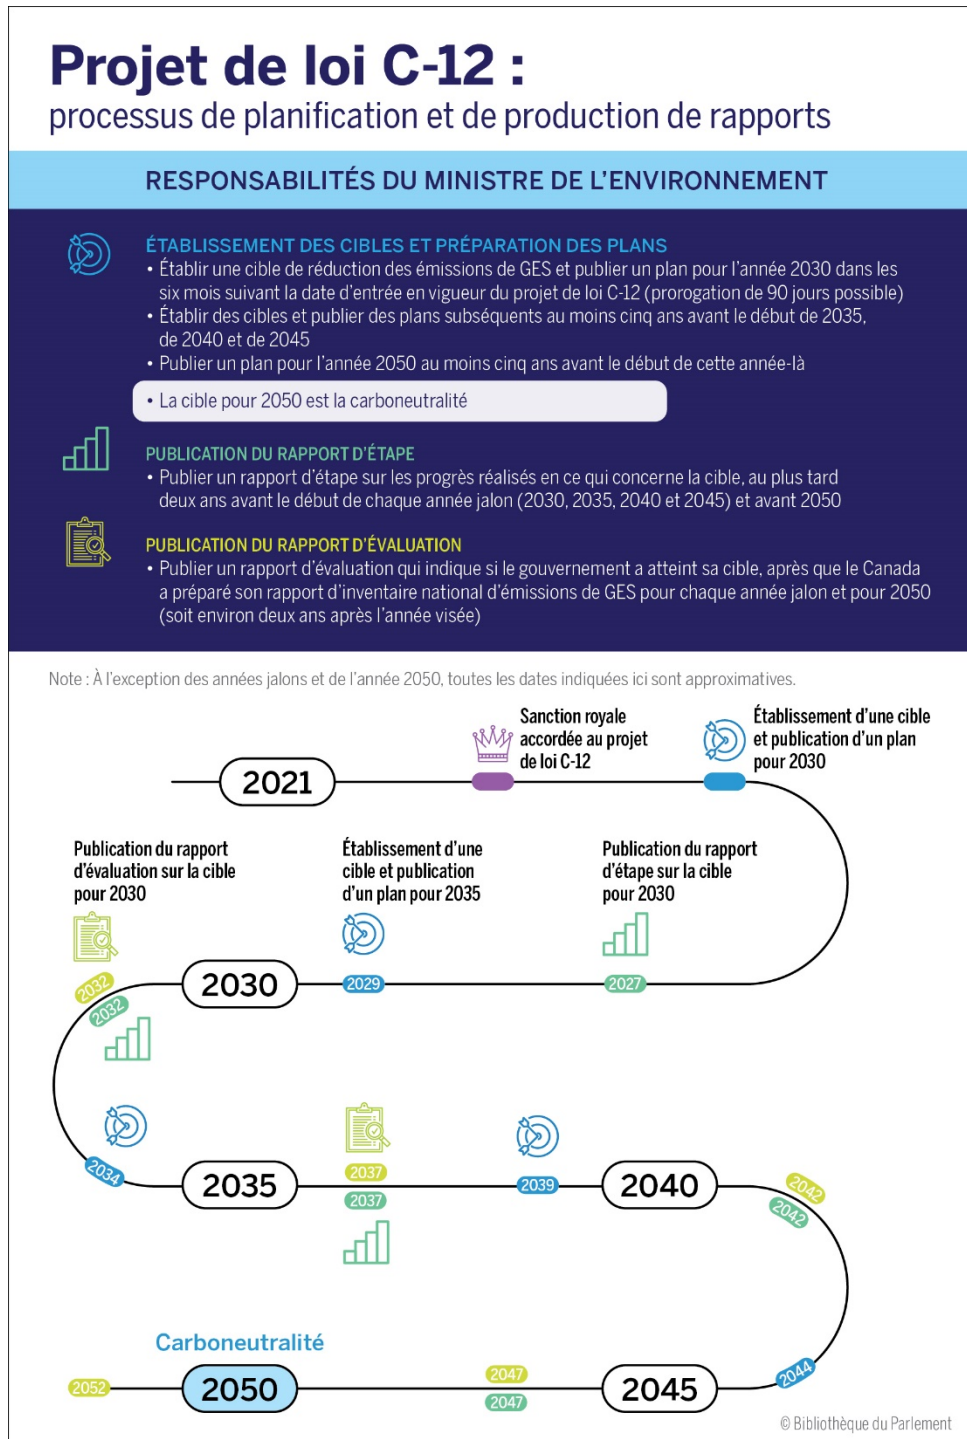 Projet de loi C-12 :
processus de planification et de production de rapports
RESPONSABILITÉS DU MINISTRE DE L'ENVIRONNEMENT
ÉTABLISSEMENT DES CIBLES ET PRÉPARATION DES PLANS
• Établir une cible de réduction des émissions de GES et publier un plan pour l'année 2030 dans les
six mois suivant la date d'entrée en vigueur du projet de loi C-12 (prorogation de 90 jours possible)
• Établir des cibles et publier des plans subséquents au moins cinq ans avant le début de 2035,
de 2040 et de 2045
• Publier un plan pour l'année 2050 au moins cinq ans avant le début de cette année-là
• La cible pour 2050 est la carboneutralité
PUBLICATION DU RAPPORT D'ÉTAPE
• Publier un rapport d'étape sur les progrès réalisés en ce qui concerne la cible, au plus tard
deux ans avant le début de chaque année jalon (2030, 2035, 2040 et 2045) et avant 2050
PUBLICATION DU RAPPORT D'ÉVALUATION
• Publier un rapport d'évaluation qui indique si le gouvernement a atteint sa cible, après que le Canada
a préparé son rapport d'inventaire national d'émissions de GES pour chaque année jalon et pour 2050
(soit environ deux ans après l'année visée)
Note : À l'exception des années jalons et de l'année 2050, toutes les dates indiquées ici sont approximatives.
Sanction royale
accordée au projet
de loi C-12
Établissement d'une cible
et publication d'un plan
pour 2030
2021
Publication du rapport
d'évaluation sur la cible
pour 2030
Établissement d'une
cible et publication
d'un plan pour 2035
Publication du rapport
d'étape sur la cible
pour 2030
2032
2032
2030
2029
2027
2034
2035
2037
2037
2039
2040
2042
2042
Carboneutralité
2052
2050
2047
2047
2045
2044
© Bibliothèque du Parlement